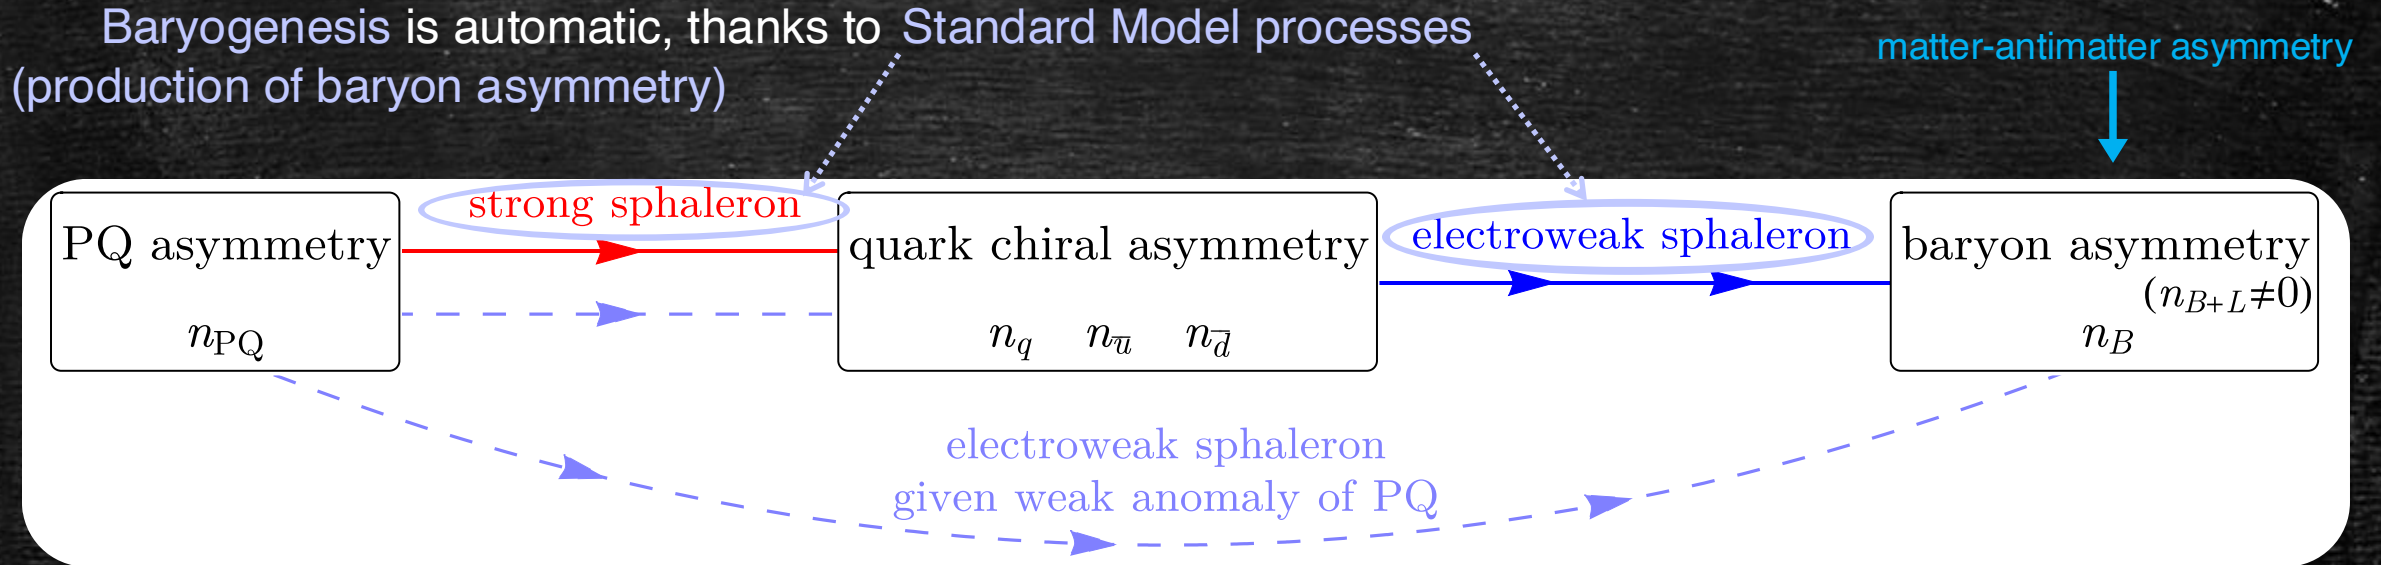 Baryogenesis is automatic, thanks to Standard Model processes
(production of baryon asymmetry)
matter-antimatter asymmetry
strong sphaleron
PQ asymmetry
n_PQ
quark chiral asymmetry
n_q n_u̅ n_d̅
electroweak sphaleron
baryon asymmetry
(n_{B+L}≠0)
n_B
electroweak sphaleron
given weak anomaly of PQ